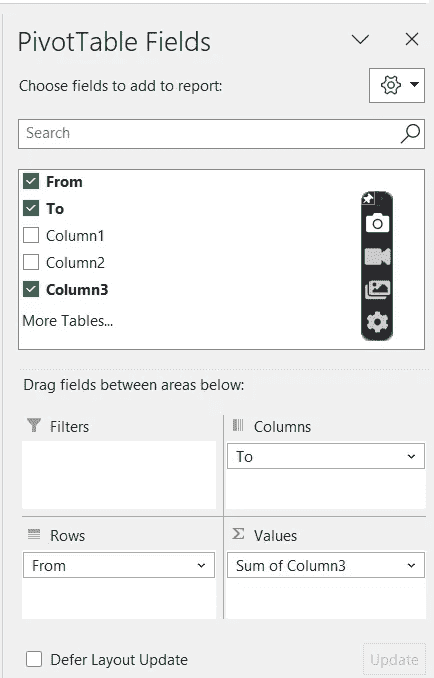 PivotTable Fields
Choose fields to add to report:
Search
From
To
Column1
Column2
Column3
More Tables...
Drag fields between areas below:
Filters
Columns
To
Rows
Values
From
Sum of Column3
Defer Layout Update
Update